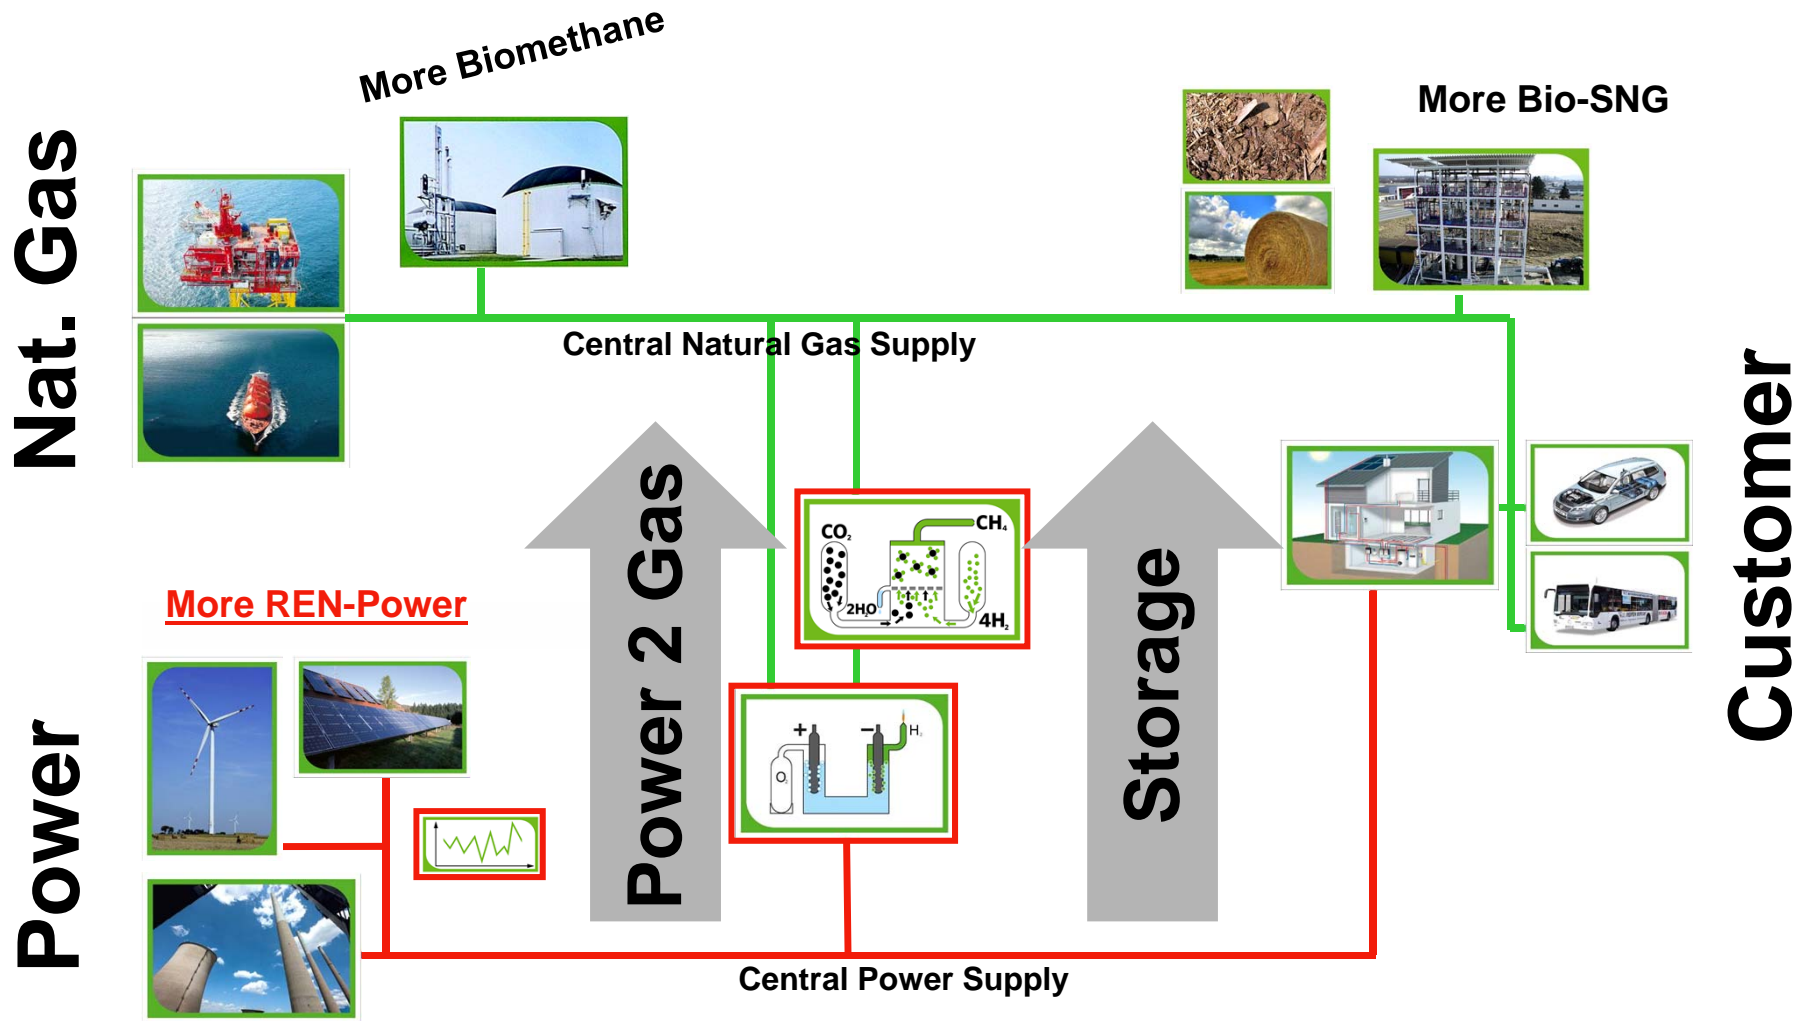 More Biomethane
More Bio-SNG
Nat. Gas
Central Natural Gas Supply
Customer
Power 2 Gas
Storage
CO2
CH4
2H2O
4H2
More REN-Power
+
−
H2
O2
Power
Central Power Supply